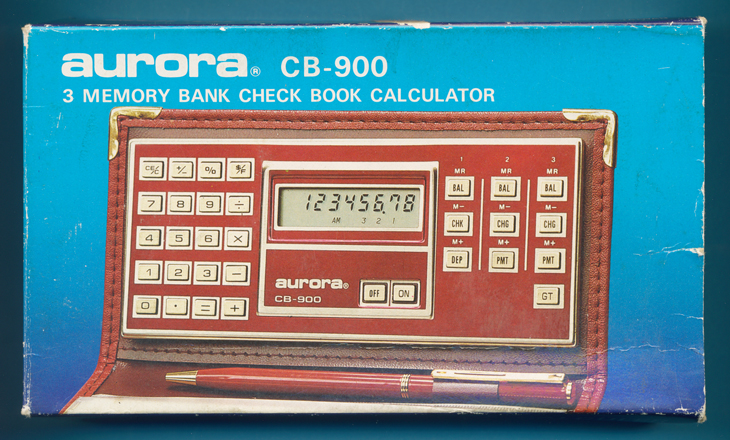 aurora® CB-900
3 MEMORY BANK CHECK BOOK CALCULATOR
1 2 3
MR MR MR
CE/C +/- % $/F
BAL BAL BAL
7 8 9 ÷
12345678
AM 3 2 1
M- M- M-
CHK CHG CHG
4 5 6 ×
M+ M+ M+
DEP PMT PMT
1 2 3 −
aurora®
CB-900
OFF ON
GT
0 · = +